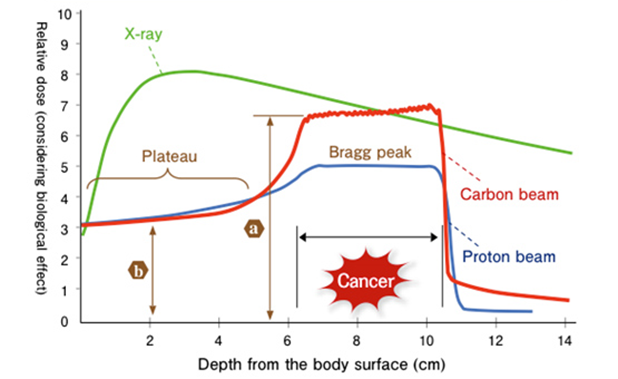 Relative dose (considering biological effect)
10
9
8
7
6
5
4
3
2
1
0
X-ray
Plateau
Bragg peak
a
b
Cancer
Carbon beam
Proton beam
2 4 6 8 10 12 14
Depth from the body surface (cm)